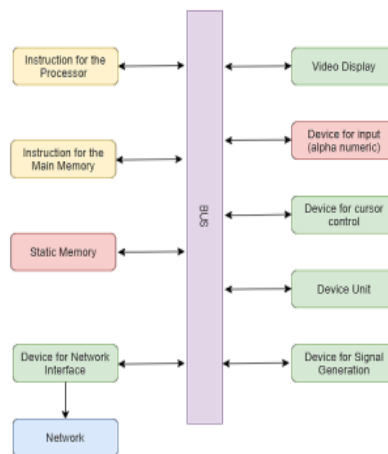 Instruction for the
Processor
Instruction for the
Main Memory
Static Memory
Device for Network
Interface
Network
BUS
Video Display
Device for input
(alpha numeric)
Device for cursor
control
Device Unit
Device for Signal
Generation